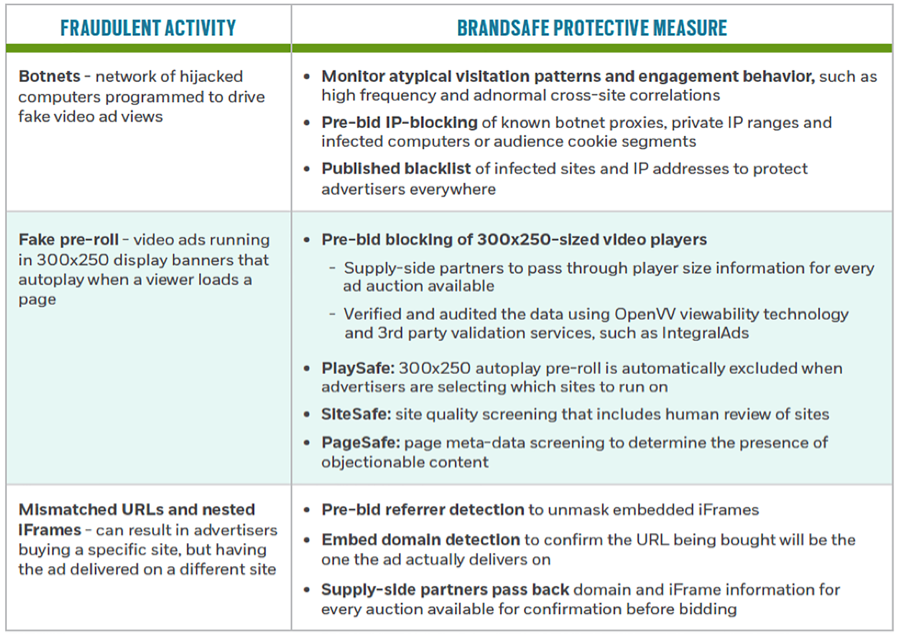 FRAUDULENT ACTIVITY
BRANDSAFE PROTECTIVE MEASURE
Botnets - network of hijacked
computers programmed to drive
fake video ad views
• Monitor atypical visitation patterns and engagement behavior, such as
high frequency and adnormal cross-site correlations
• Pre-bid IP-blocking of known botnet proxies, private IP ranges and
infected computers or audience cookie segments
• Published blacklist of infected sites and IP addresses to protect
advertisers everywhere
Fake pre-roll - video ads running
in 300x250 display banners that
autoplay when a viewer loads a
page
• Pre-bid blocking of 300x250-sized video players
- Supply-side partners to pass through player size information for every
ad auction available
- Verified and audited the data using OpenVV viewability technology
and 3rd party validation services, such as IntegralAds
• PlaySafe: 300x250 autoplay pre-roll is automatically excluded when
advertisers are selecting which sites to run on
• SiteSafe: site quality screening that includes human review of sites
• PageSafe: page meta-data screening to determine the presence of
objectionable content
Mismatched URLs and nested
iFrames - can result in advertisers
buying a specific site, but having
the ad delivered on a different site
• Pre-bid referrer detection to unmask embedded iFrames
• Embed domain detection to confirm the URL being bought will be the
one the ad actually delivers on
• Supply-side partners pass back domain and iFrame information for
every auction available for confirmation before bidding